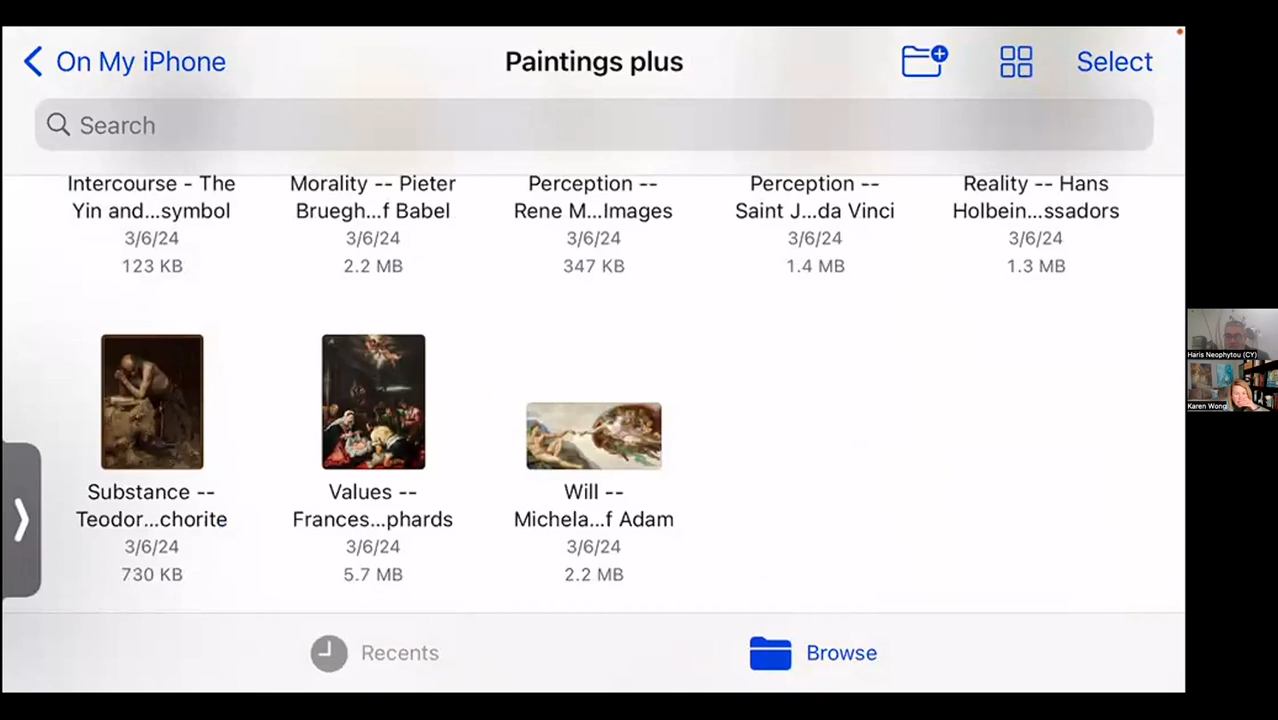 On My iPhone
Paintings plus
Select
Search
Intercourse - The
Yin and...symbol
3/6/24
123 KB
Morality -- Pieter
Bruegh...f Babel
3/6/24
2.2 MB
Perception --
Rene M...Images
3/6/24
347 KB
Perception --
Saint J...da Vinci
3/6/24
1.4 MB
Reality -- Hans
Holbein...ssadors
3/6/24
1.3 MB
Substance --
Teodor...chorite
3/6/24
730 KB
Values --
Frances...phards
3/6/24
5.7 MB
Will --
Michela...f Adam
3/6/24
2.2 MB
Recents
Browse
Haris Neophytou (CY)
Karen Wong